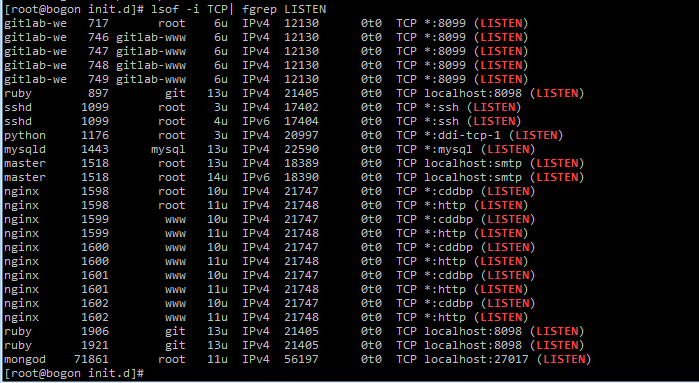 [root@bogon init.d]# lsof -i TCP| fgrep LISTEN
gitlab-we 717 root 6u IPv4 12130 0t0 TCP *:8099 (LISTEN)
gitlab-we 746 gitlab-www 6u IPv4 12130 0t0 TCP *:8099 (LISTEN)
gitlab-we 747 gitlab-www 6u IPv4 12130 0t0 TCP *:8099 (LISTEN)
gitlab-we 748 gitlab-www 6u IPv4 12130 0t0 TCP *:8099 (LISTEN)
gitlab-we 749 gitlab-www 6u IPv4 12130 0t0 TCP *:8099 (LISTEN)
ruby 897 git 13u IPv4 21405 0t0 TCP localhost:8098 (LISTEN)
sshd 1099 root 3u IPv4 17402 0t0 TCP *:ssh (LISTEN)
sshd 1099 root 4u IPv6 17404 0t0 TCP *:ssh (LISTEN)
python 1176 root 3u IPv4 20997 0t0 TCP *:ddi-tcp-1 (LISTEN)
mysqld 1443 mysql 13u IPv4 22590 0t0 TCP *:mysql (LISTEN)
master 1518 root 13u IPv4 18389 0t0 TCP localhost:smtp (LISTEN)
master 1518 root 14u IPv6 18390 0t0 TCP localhost:smtp (LISTEN)
nginx 1598 root 10u IPv4 21747 0t0 TCP *:cddbp (LISTEN)
nginx 1598 root 11u IPv4 21748 0t0 TCP *:http (LISTEN)
nginx 1599 www 10u IPv4 21747 0t0 TCP *:cddbp (LISTEN)
nginx 1599 www 11u IPv4 21748 0t0 TCP *:http (LISTEN)
nginx 1600 www 10u IPv4 21747 0t0 TCP *:cddbp (LISTEN)
nginx 1600 www 11u IPv4 21748 0t0 TCP *:http (LISTEN)
nginx 1601 www 10u IPv4 21747 0t0 TCP *:cddbp (LISTEN)
nginx 1601 www 11u IPv4 21748 0t0 TCP *:http (LISTEN)
nginx 1602 www 10u IPv4 21747 0t0 TCP *:cddbp (LISTEN)
nginx 1602 www 11u IPv4 21748 0t0 TCP *:http (LISTEN)
ruby 1906 git 13u IPv4 21405 0t0 TCP localhost:8098 (LISTEN)
ruby 1921 git 13u IPv4 21405 0t0 TCP localhost:8098 (LISTEN)
mongod 71861 root 11u IPv4 56197 0t0 TCP localhost:27017 (LISTEN)
[root@bogon init.d]#